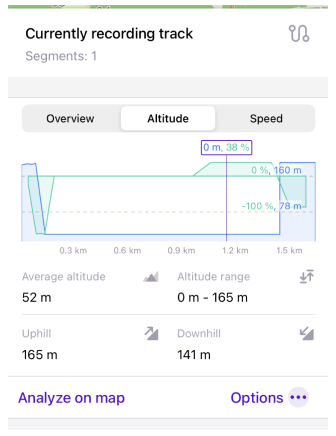 Currently recording track
Segments: 1
Overview Altitude Speed
0 m, 38 %
0 %, 160 m
-100 %, 78 m
0.3 km 0.6 km 0.9 km 1.2 km 1.5 km
Average altitude Altitude range
52 m 0 m - 165 m
Uphill Downhill
165 m 141 m
Analyze on map Options